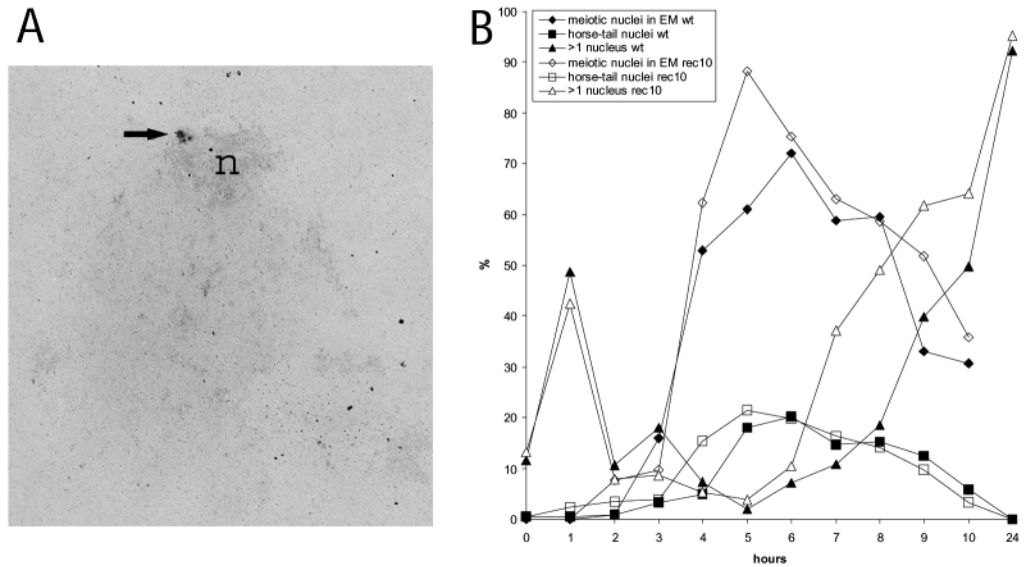 A
n
B
meiotic nuclei in EM wt
horse-tail nuclei wt
>1 nucleus wt
meiotic nuclei in EM rec10
horse-tail nuclei rec10
>1 nucleus rec10
100
90
80
70
60
50
40
30
20
10
0
%
0 1 2 3 4 5 6 7 8 9 10 24
hours